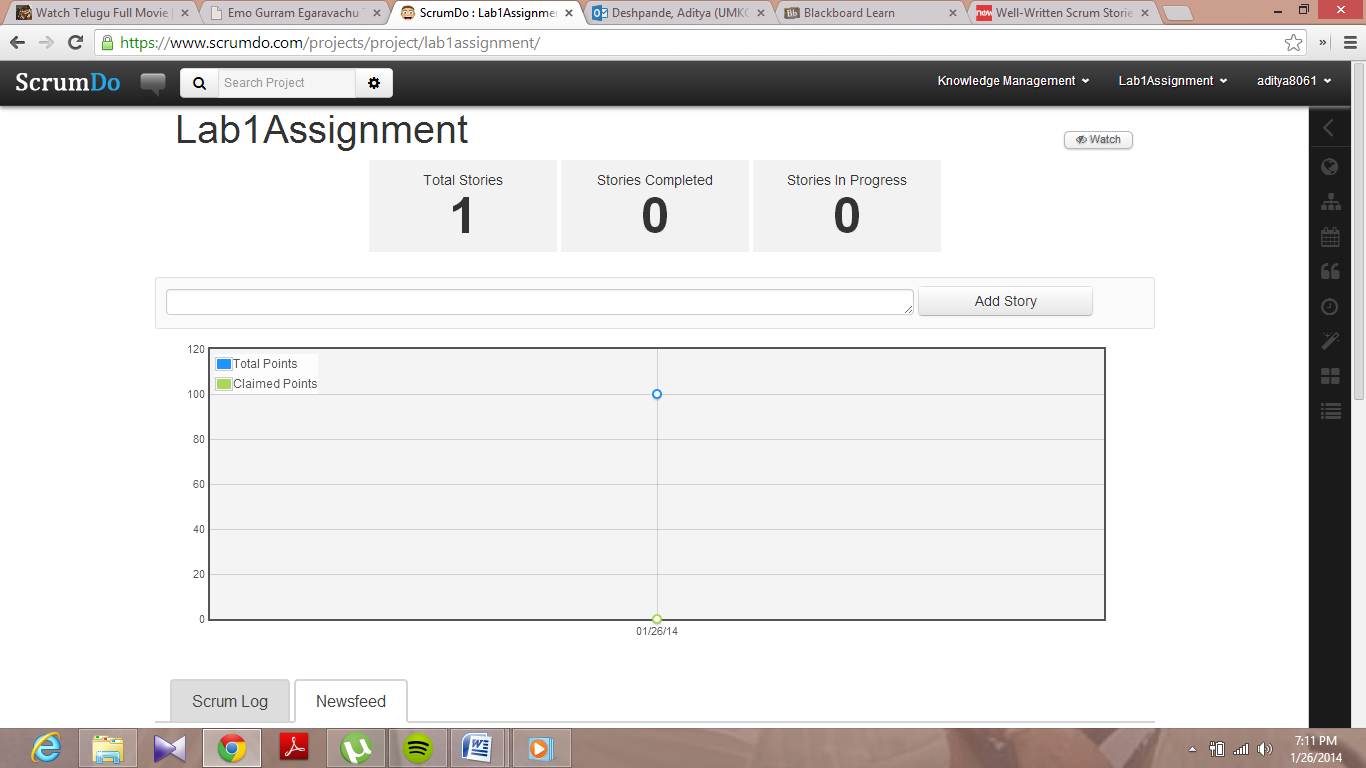 Watch Telugu Full Movie |
Emo Gurram Egaravachu
ScrumDo : Lab1Assignme
Deshpande, Aditya (UMKC
Blackboard Learn
now Well-Written Scrum Storie
https://www.scrumdo.com/projects/project/lab1assignment/
ScrumDo
Search Project
Knowledge Management
Lab1Assignment
aditya8061
Lab1Assignment
Watch
Total Stories
1
Stories Completed
0
Stories In Progress
0
Add Story
120
100
80
60
40
20
0
Total Points
Claimed Points
01/26/14
Scrum Log
Newsfeed
7:11 PM
1/26/2014